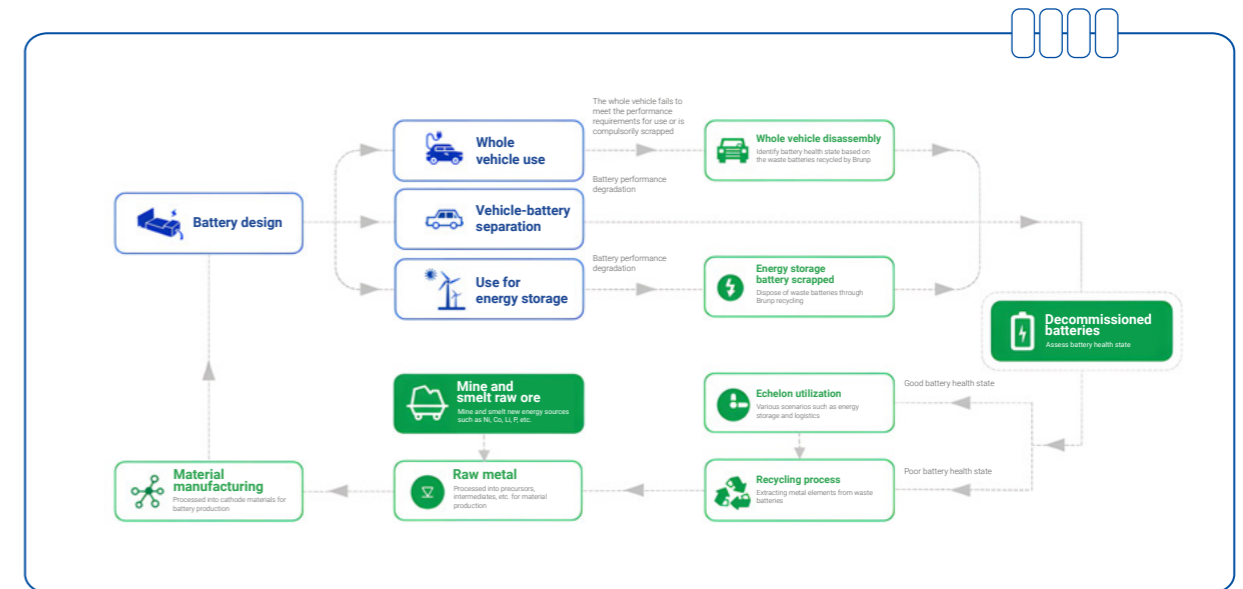 The whole vehicle fails to
meet the performance
requirements for use or is
compulsorily scrapped
Whole
vehicle use
Whole vehicle disassembly
Identify battery health state based on
the waste batteries recycled by Brunp
Battery performance
degradation
Battery design
Vehicle-battery
separation
Battery performance
degradation
Use for
energy storage
Energy storage
battery scrapped
Dispose of waste batteries through
Brunp recycling
Decommissioned
batteries
Assess battery health state
Mine and
smelt raw ore
Mine and smelt new energy sources
such as Ni, Co, Li, P, etc.
Echelon utilization
Various scenarios such as energy
storage and logistics
Good battery health state
Material
manufacturing
Processed into cathode materials for
battery production
Raw metal
Processed into precursors,
intermediates, etc. for material
production
Recycling process
Extracting metal elements from waste
batteries
Poor battery health state